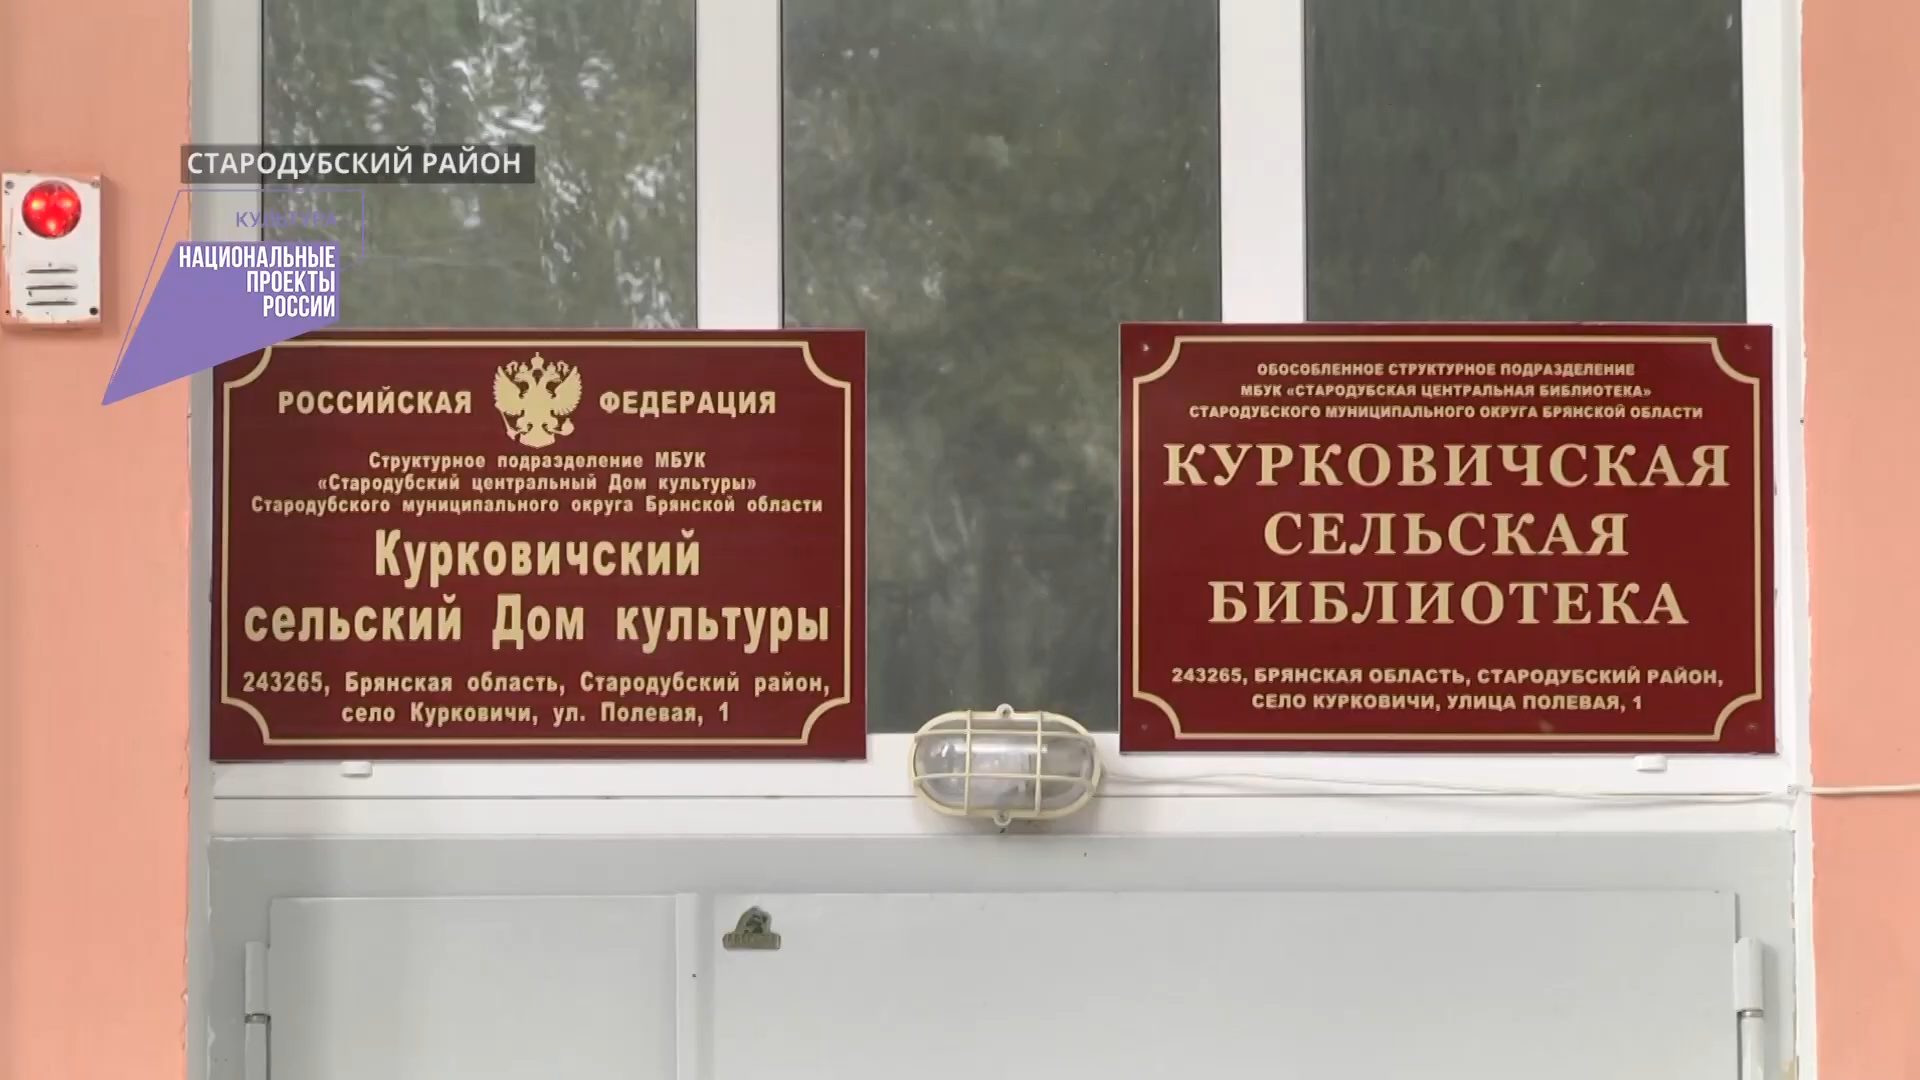 СТАРОДУБСКИЙ РАЙОН
КУЛЬТУРА
НАЦИОНАЛЬНЫЕ
ПРОЕКТЫ
РОССИИ
РОССИЙСКАЯ ФЕДЕРАЦИЯ
Структурное подразделение МБУК
«Стародубский центральный Дом культуры»
Стародубского муниципального округа Брянской области
Курковичский
сельский Дом культуры
243265, Брянская область, Стародубский район,
село Курковичи, ул. Полевая, 1
ОБОСОБЛЕННОЕ СТРУКТУРНОЕ ПОДРАЗДЕЛЕНИЕ
МБУК «СТАРОДУБСКАЯ ЦЕНТРАЛЬНАЯ БИБЛИОТЕКА»
СТАРОДУБСКОГО МУНИЦИПАЛЬНОГО ОКРУГА БРЯНСКОЙ ОБЛАСТИ
КУРКОВИЧСКАЯ
СЕЛЬСКАЯ
БИБЛИОТЕКА
243265, БРЯНСКАЯ ОБЛАСТЬ, СТАРОДУБСКИЙ РАЙОН,
СЕЛО КУРКОВИЧИ, УЛИЦА ПОЛЕВАЯ, 1